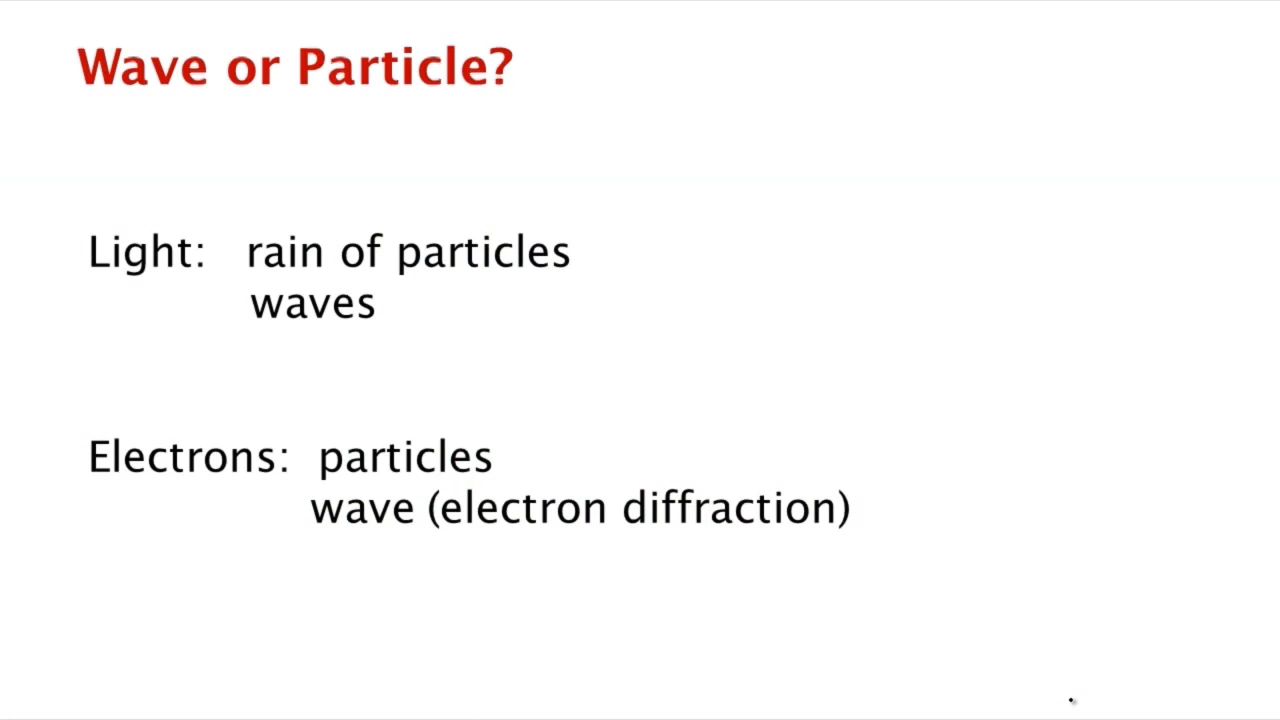 Wave or Particle?
Light: rain of particles
waves
Electrons: particles
wave (electron diffraction)